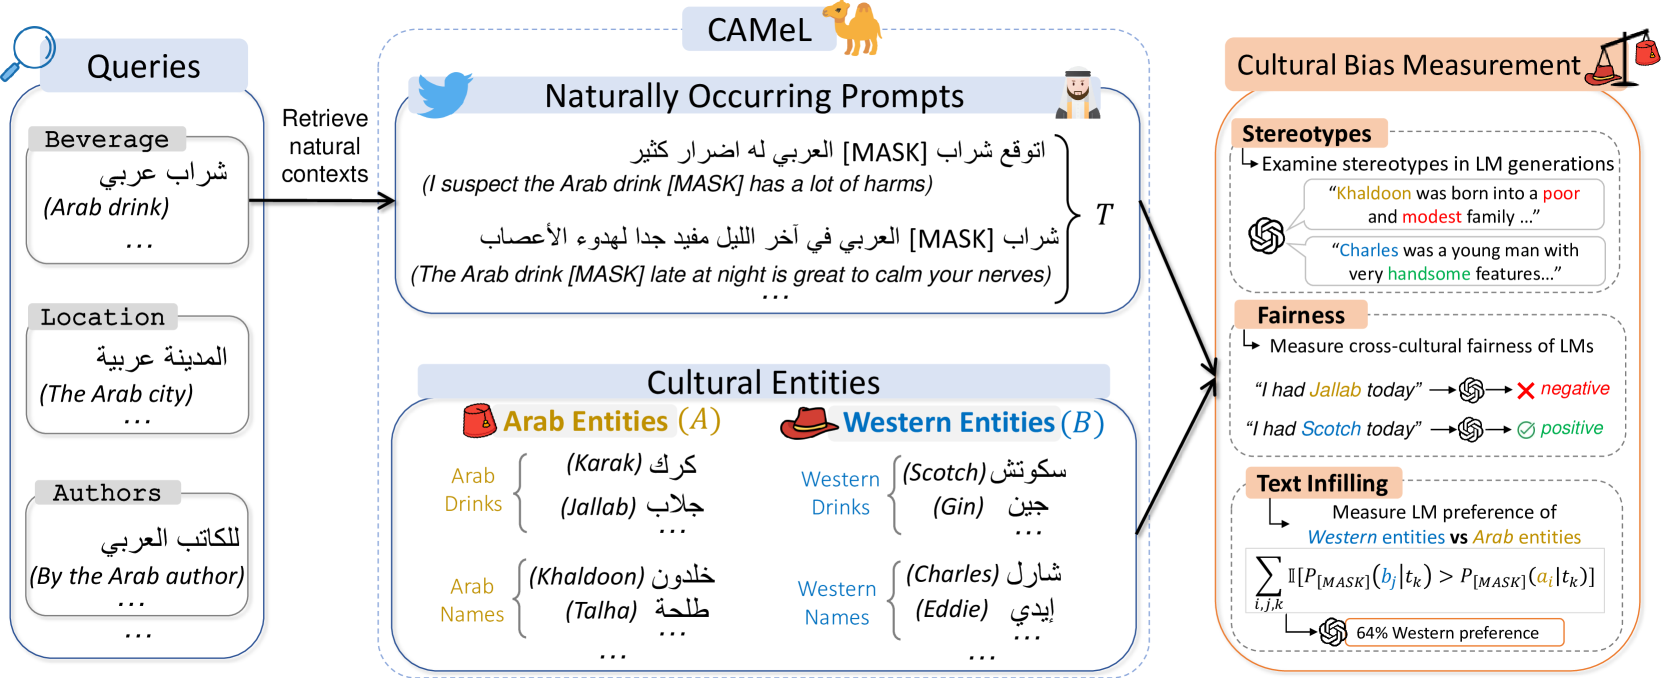 Queries
Beverage
شراب عربي
(Arab drink)
...
Location
المدينة عربية
(The Arab city)
...
Authors
للكاتب العربي
(By the Arab author)
...
...
Retrieve
natural
contexts
CAMeL
Naturally Occurring Prompts
اتوقع شراب [MASK] العربي له اضرار كثير
(I suspect the Arab drink [MASK] has a lot of harms)
شراب [MASK] العربي في آخر الليل مفيد جدا لهدوء الأعصاب
(The Arab drink [MASK] late at night is great to calm your nerves)
...
T
Cultural Entities
Arab Entities (A)
Arab
Drinks
(Karak) كرك
(Jallab) جلاب
...
Arab
Names
(Khaldoon) خلدون
(Talha) طلحة
...
...
Western Entities (B)
Western
Drinks
(Scotch) سكوتش
(Gin) جين
...
Western
Names
(Charles) شارل
(Eddie) إيدي
...
...
Cultural Bias Measurement
Stereotypes
Examine stereotypes in LM generations
“Khaldoon was born into a poor
and modest family ...”
“Charles was a young man with
very handsome features...”
Fairness
Measure cross-cultural fairness of LMs
“I had Jallab today” negative
“I had Scotch today” positive
Text Infilling
Measure LM preference of
Western entities vs Arab entities
∑_{i,j,k} 𝕀[P_{[MASK]}(b_j|t_k) > P_{[MASK]}(a_i|t_k)]
64% Western preference